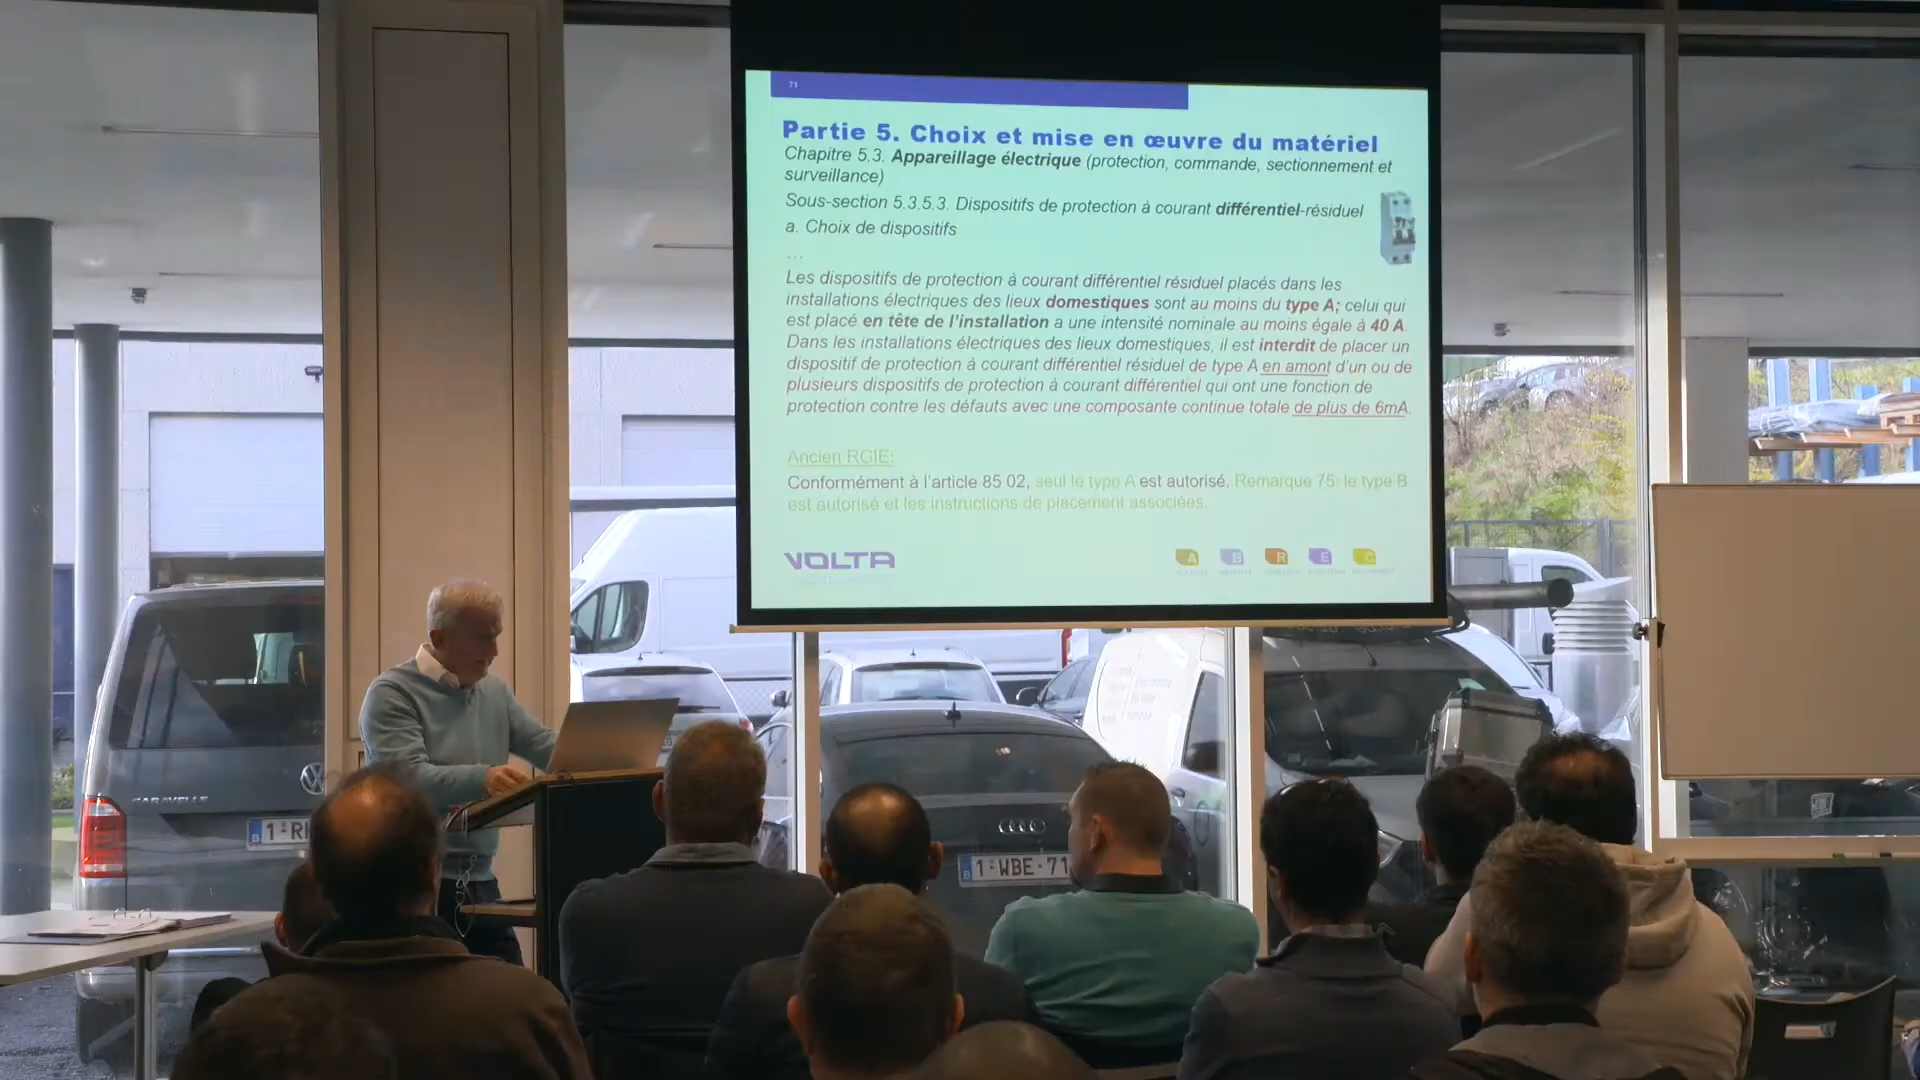 71
Partie 5. Choix et mise en œuvre du matériel
Chapitre 5.3. Appareillage électrique (protection, commande, sectionnement et
surveillance)
Sous-section 5.3.5.3. Dispositifs de protection à courant différentiel-résiduel
a. Choix de dispositifs
...
Les dispositifs de protection à courant différentiel résiduel placés dans les
installations électriques des lieux domestiques sont au moins du type A; celui qui
est placé en tête de l'installation a une intensité nominale au moins égale à 40 A.
Dans les installations électriques des lieux domestiques, il est interdit de placer un
dispositif de protection à courant différentiel résiduel de type A en amont d'un ou de
plusieurs dispositifs de protection à courant différentiel qui ont une fonction de
protection contre les défauts avec une composante continue totale de plus de 6mA.
Ancien RGIE:
Conformément à l'article 85 02, seul le type A est autorisé. Remarque 75: le type B
est autorisé et les instructions de placement associées.
VOLTA
A B R E C
CARAVELLE
B 1-R
B 1-WBE-71